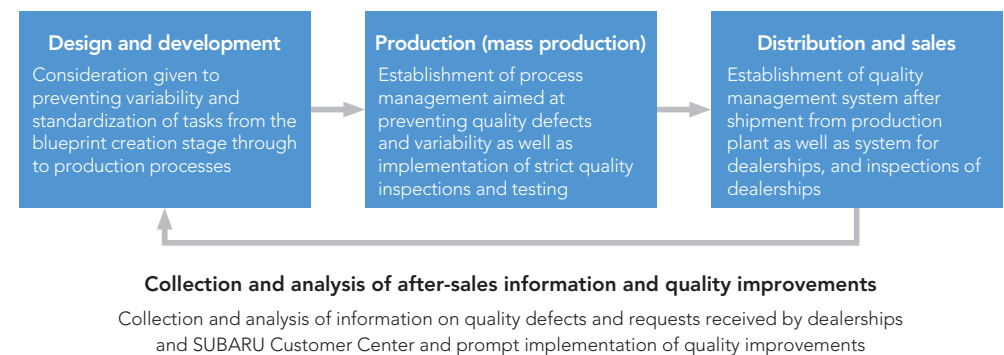 Design and development
Consideration given to
preventing variability and
standardization of tasks from the
blueprint creation stage through
to production processes
Production (mass production)
Establishment of process
management aimed at
preventing quality defects
and variability as well as
implementation of strict quality
inspections and testing
Distribution and sales
Establishment of quality
management system after
shipment from production
plant as well as system for
dealerships, and inspections of
dealerships
Collection and analysis of after-sales information and quality improvements
Collection and analysis of information on quality defects and requests received by dealerships
and SUBARU Customer Center and prompt implementation of quality improvements